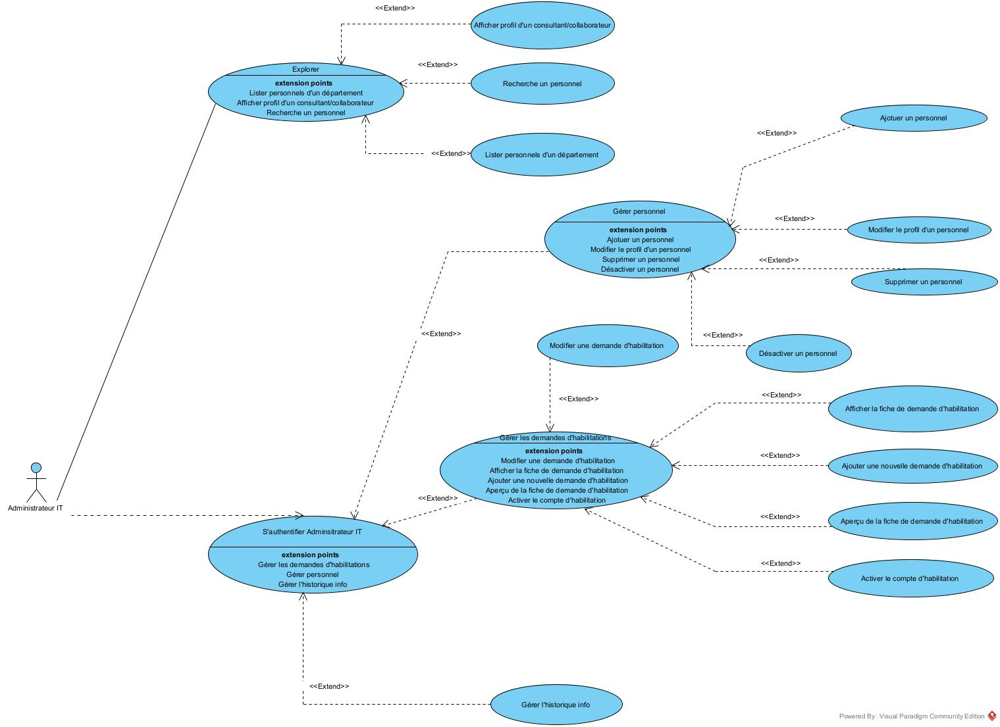 <<Extend>>
Afficher profil d'un consultant/collaborateur
Explorer
extension points
Lister personnels d'un département
Afficher profil d'un consultant/collaborateur
Recherche un personnel
<<Extend>>
Recherche un personnel
<<Extend>>
Lister personnels d'un département
Ajotuer un personnel
<<Extend>>
Gérer personnel
extension points
Ajotuer un personnel
Modifier le profil d'un personnel
Supprimer un personnel
Désactiver un personnel
<<Extend>>
Modifier le profil d'un personnel
<<Extend>>
Supprimer un personnel
<<Extend>>
<<Extend>>
Désactiver un personnel
Modifier une demande d'habilitation
<<Extend>>
<<Extend>>
Afficher la fiche de demande d'habilitation
Gérer les demandes d'habilitations
extension points
Modifier une demande d'habilitation
Afficher la fiche de demande d'habilitation
Ajouter une nouvelle demande d'habilitation
Aperçu de la fiche de demande d'habilitation
Activer le compte d'habilitation
<<Extend>>
Ajouter une nouvelle demande d'habilitation
<<Extend>>
Aperçu de la fiche de demande d'habilitation
<<Extend>>
Activer le compte d'habilitation
<<Extend>>
Administrateur IT
S'authentifier Adminsitrateur IT
extension points
Gérer les demandes d'habilitations
Gérer personnel
Gérer l'historique info
<<Extend>>
Gérer l'historique info
Powered By Visual Paradigm Community Edition